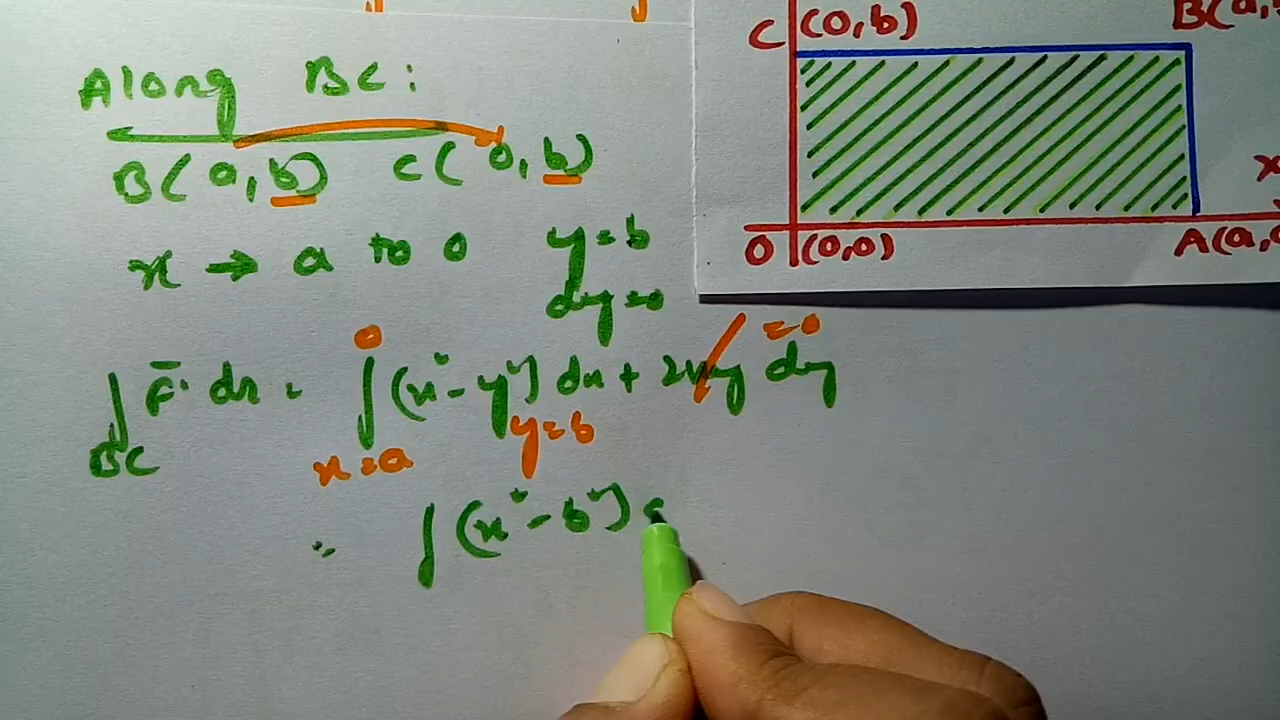 Along BC:
B(a,b) C(0,b)
x → a to 0 y=b
dy=0
∫BC F̄· dr = ∫x=a 0 (x²-y²) dx + 2xy dy =0
y=b
= ∫ (x²-b²)
C (0,b) B(a,
O (0,0) A(a,
x